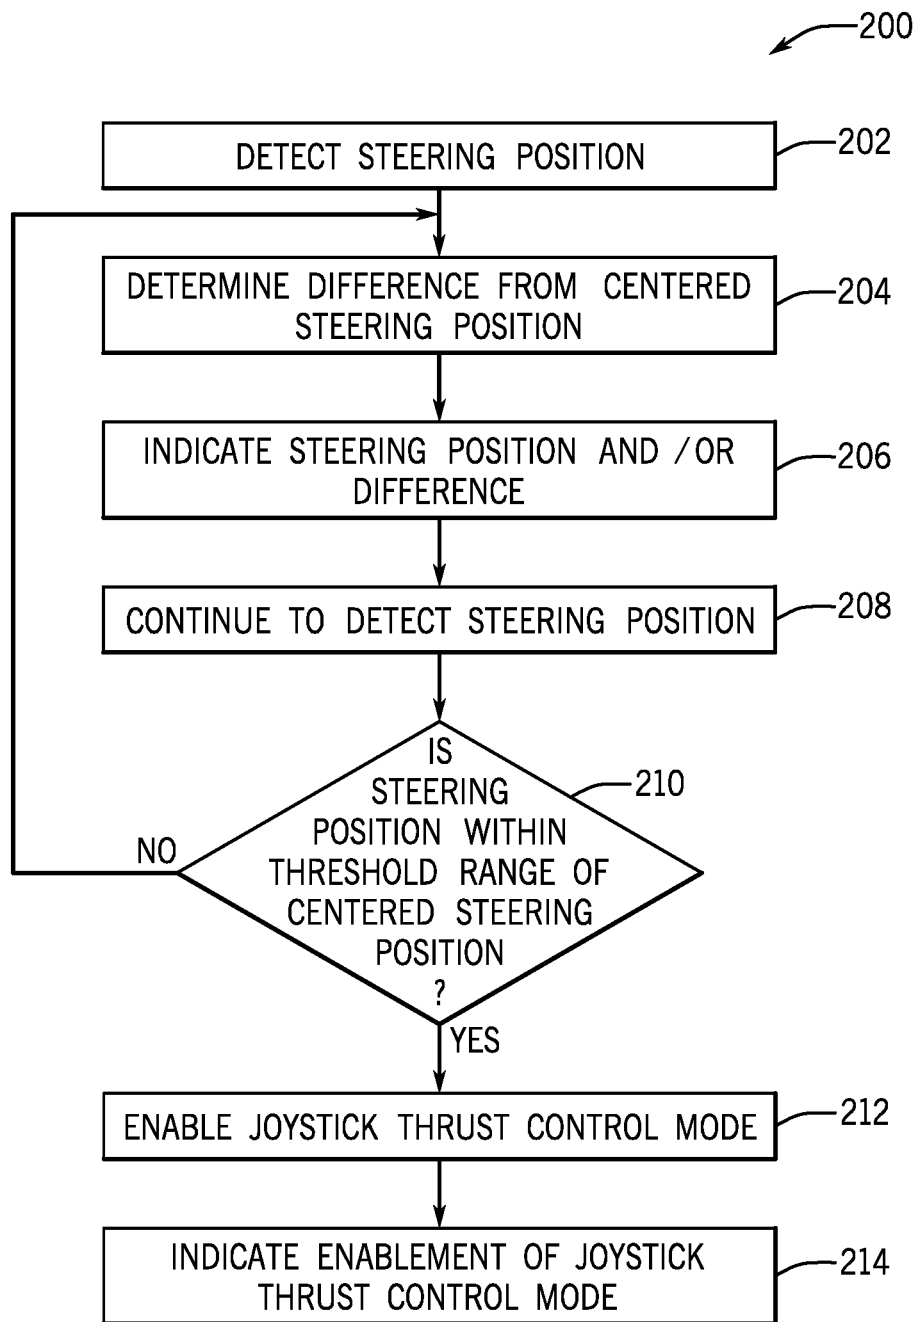 200
DETECT STEERING POSITION
202
DETERMINE DIFFERENCE FROM CENTERED
STEERING POSITION
204
INDICATE STEERING POSITION AND /OR
DIFFERENCE
206
CONTINUE TO DETECT STEERING POSITION
208
IS
STEERING
POSITION WITHIN
THRESHOLD RANGE OF
CENTERED STEERING
POSITION
?
210
NO
YES
ENABLE JOYSTICK THRUST CONTROL MODE
212
INDICATE ENABLEMENT OF JOYSTICK
THRUST CONTROL MODE
214